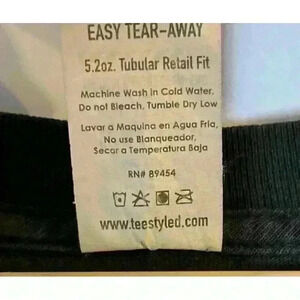 EASY TEAR-AWAY
5.2oz. Tubular Retail Fit
Machine Wash in Cold Water,
Do not Bleach, Tumble Dry Low
Lavar a Maquina en Agua Fria,
No use Blanqueador,
Secar a Temperatura Baja
RN# 89454
www.teestyled.com